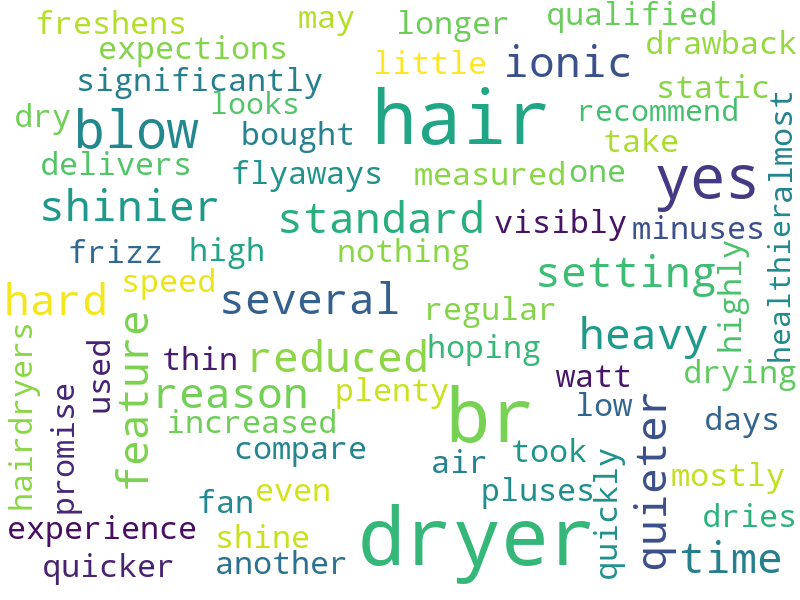 freshens
may
longer
qualified
expections
little
ionic
drawback
significantly
static
dry
blow
looks
hair
recommend
bought
take
delivers
flyaways
measured
one
yes
healthieralmost
shinier
standard
visibly
minuses
frizz
high
nothing
setting
highly
hard
speed
several
regular
heavy
hairdryers
used
feature
thin
reduced
hoping
watt
drying
promise
reason
plenty
br
low
days
increased
compare
air
took
quieter
mostly
fan
even
pluses
quickly
dries
experience
shine
dryer
quicker
another
time